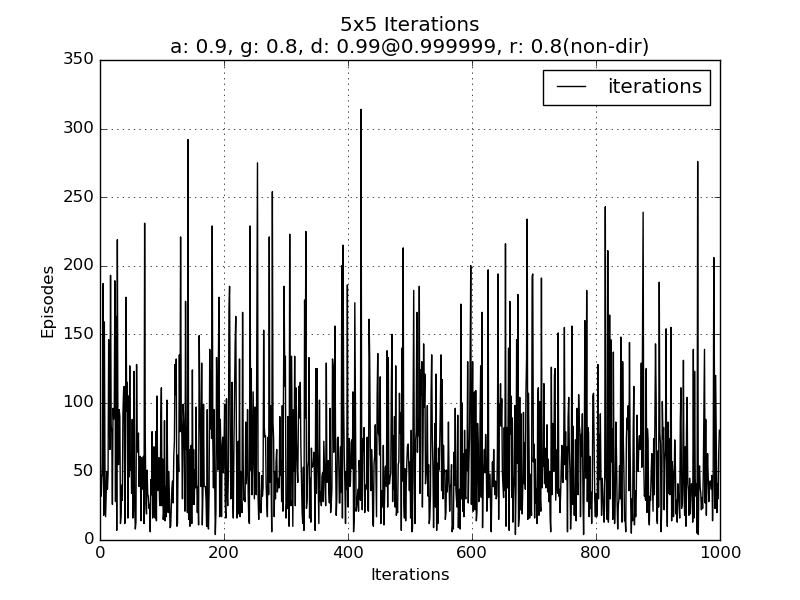 5x5 Iterations
a: 0.9, g: 0.8, d: 0.99@0.999999, r: 0.8(non-dir)
350
300
250
200
150
100
50
0
Episodes
iterations
0 200 400 600 800 1000
Iterations